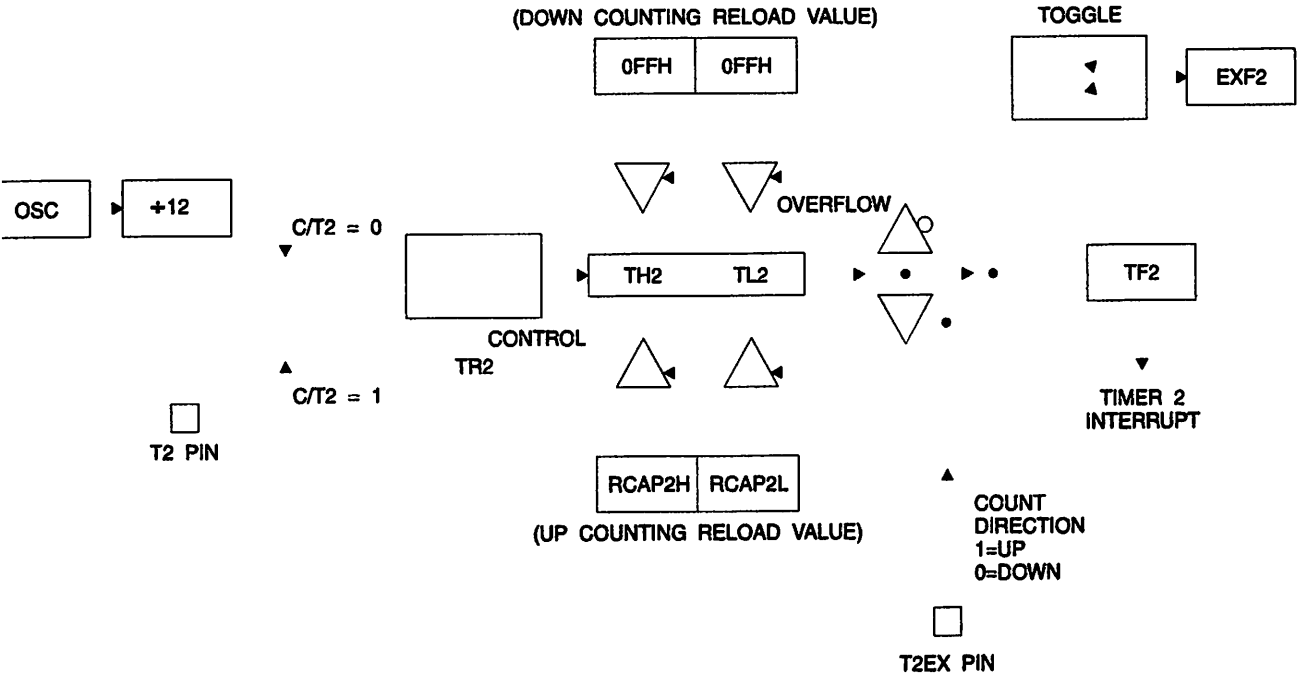 (DOWN COUNTING RELOAD VALUE)
TOGGLE
0FFH 0FFH
EXF2
OSC
+12
OVERFLOW
C/T2 = 0
TH2 TL2
TF2
CONTROL
TR2
C/T2 = 1
TIMER 2
INTERRUPT
T2 PIN
RCAP2H RCAP2L
(UP COUNTING RELOAD VALUE)
COUNT
DIRECTION
1=UP
0=DOWN
T2EX PIN